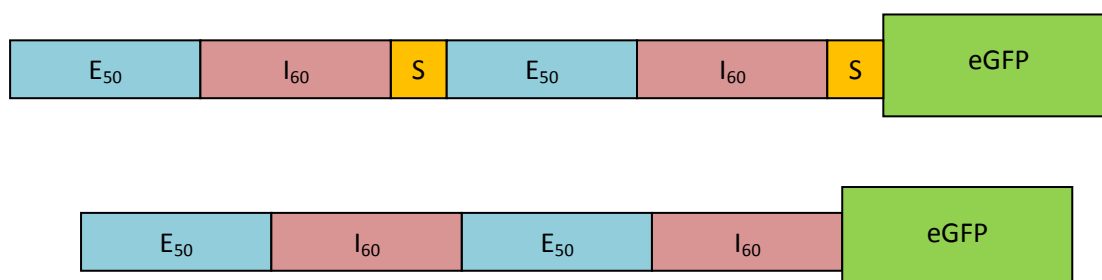 E₅₀ I₆₀ S E₅₀ I₆₀ S eGFP
E₅₀ I₆₀ E₅₀ I₆₀ eGFP